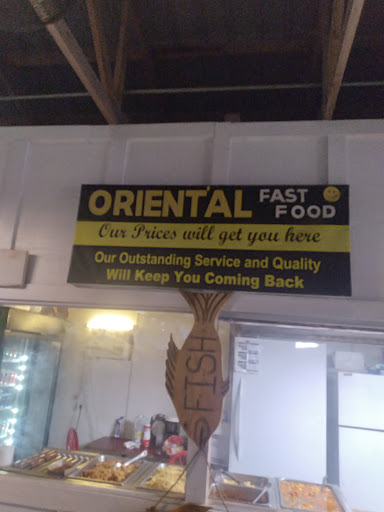 ORIENTAL FAST FOOD
Our Prices will get you here
Our Outstanding Service and Quality
Will Keep You Coming Back
FISH